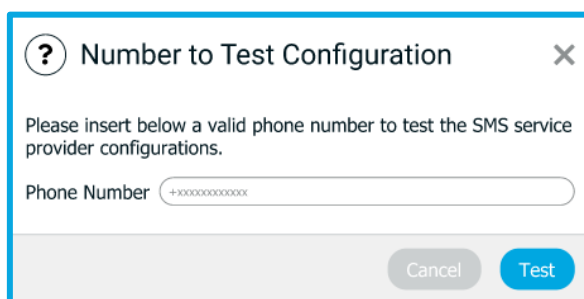 ? Number to Test Configuration ×
Please insert below a valid phone number to test the SMS service
provider configurations.
Phone Number +xxxxxxxxxxxx
Cancel Test